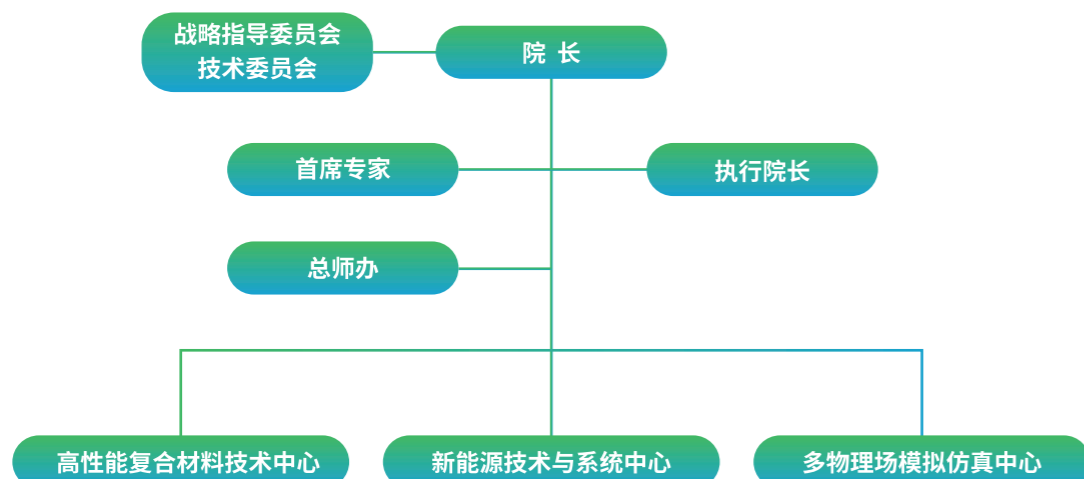 战略指导委员会
技术委员会
院 长
首席专家
执行院长
总师办
高性能复合材料技术中心
新能源技术与系统中心
多物理场模拟仿真中心